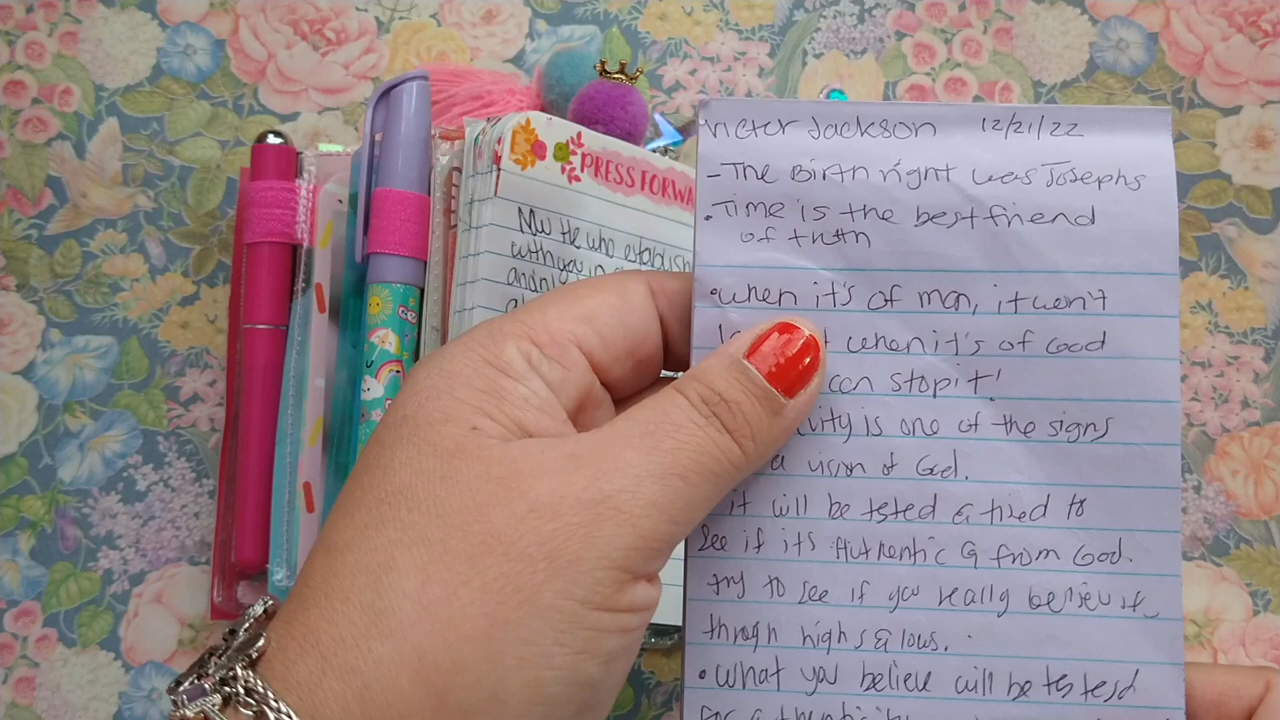 PRESS FORWA
Now He who establish
with you in
Victor Jackson 12/21/22
- The Birth right was Josephs
• Time is the best friend
of truth
• when it's of man, it won't
when it's of God
can stop it!
vity is one of the signs
a vision of God.
it will be tested & tried to
See if its Authentic & from God.
try to see if you really believe it
through highs & lows.
• What you believe will be tested
for authenticity